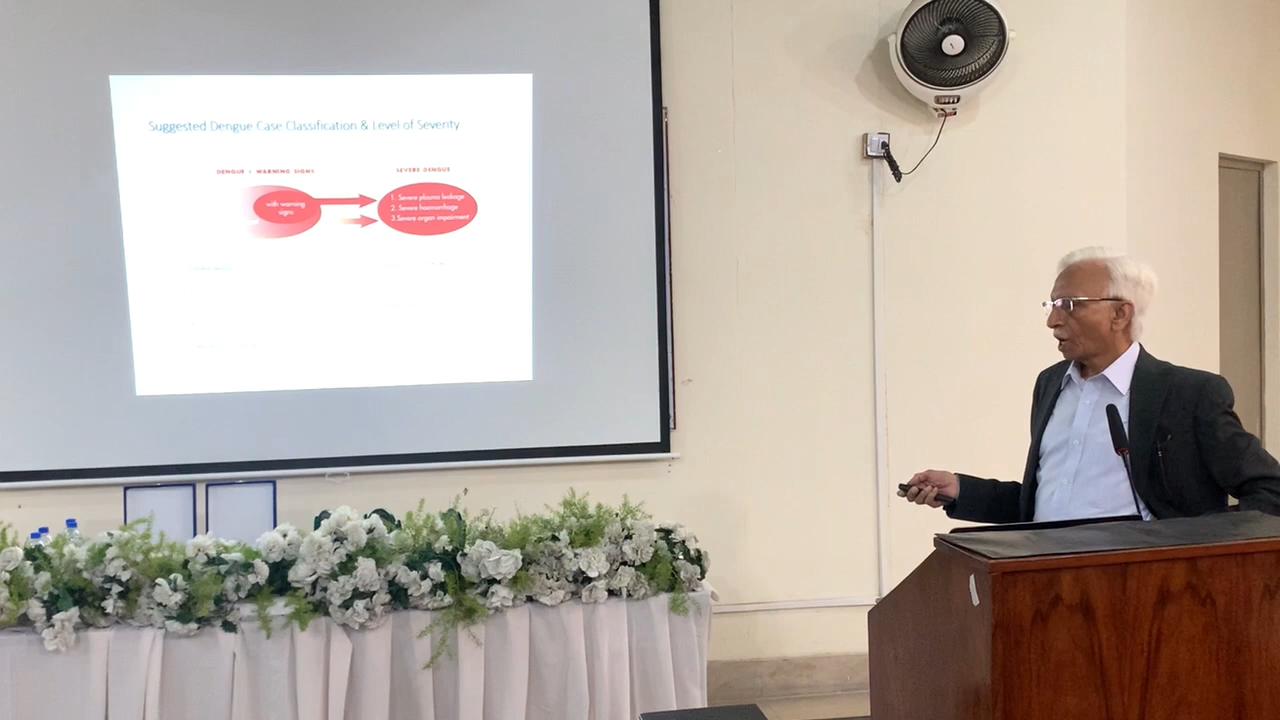 Suggested Dengue Case Classification & Level of Severity
DENGUE ± WARNING SIGNS
SEVERE DENGUE
with warning
signs
1. Severe plasma leakage
2. Severe haemorrhage
3.Severe organ impairment